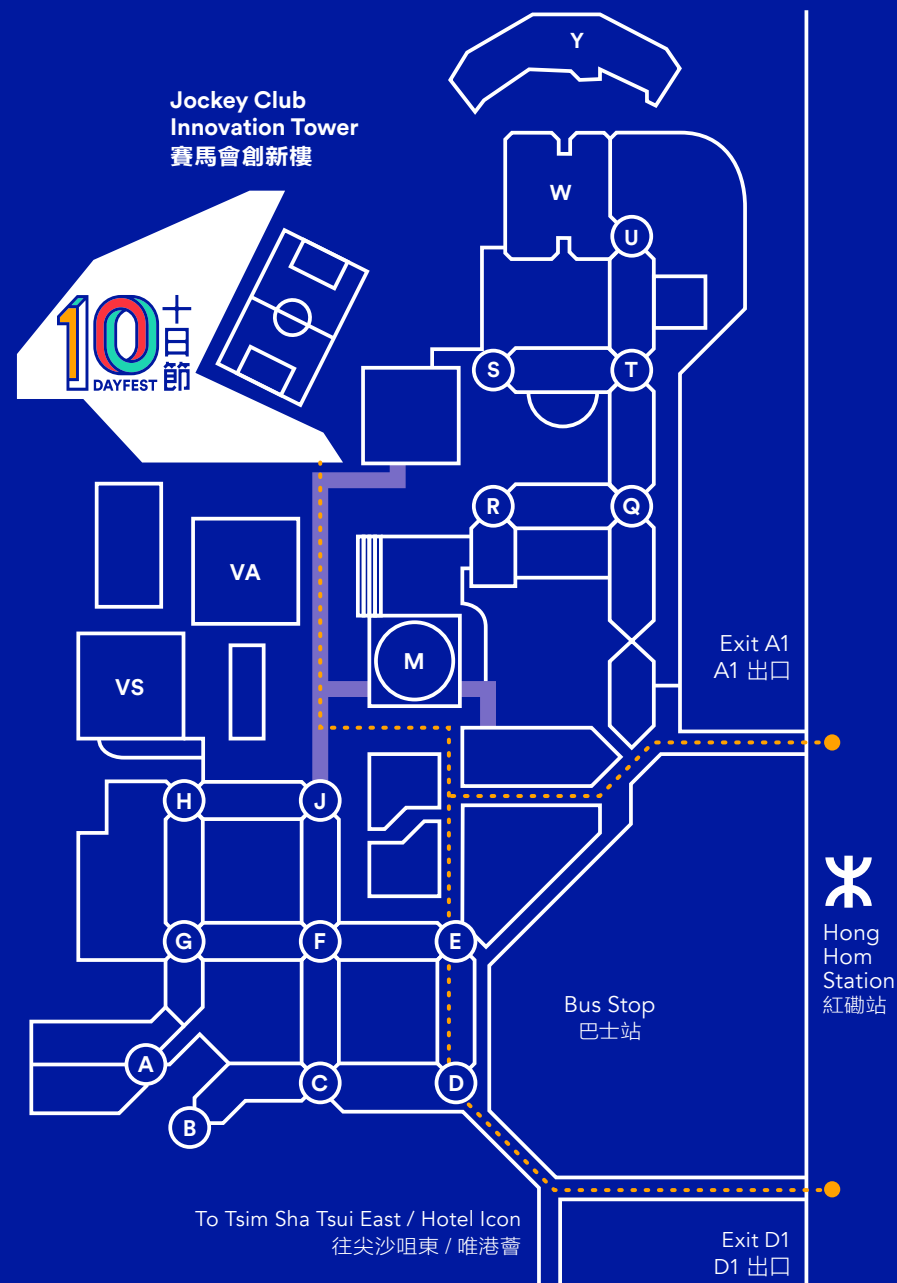 Y
Jockey Club
Innovation Tower
賽馬會創新樓
W
U
10
DAYFEST
十日節
S
T
R
Q
VA
M
VS
Exit A1
A1 出口
H
J
G
F
E
Hong
Hom
Station
紅磡站
Bus Stop
巴士站
A
C
D
B
To Tsim Sha Tsui East / Hotel Icon
往尖沙咀東 / 唯港薈
Exit D1
D1 出口